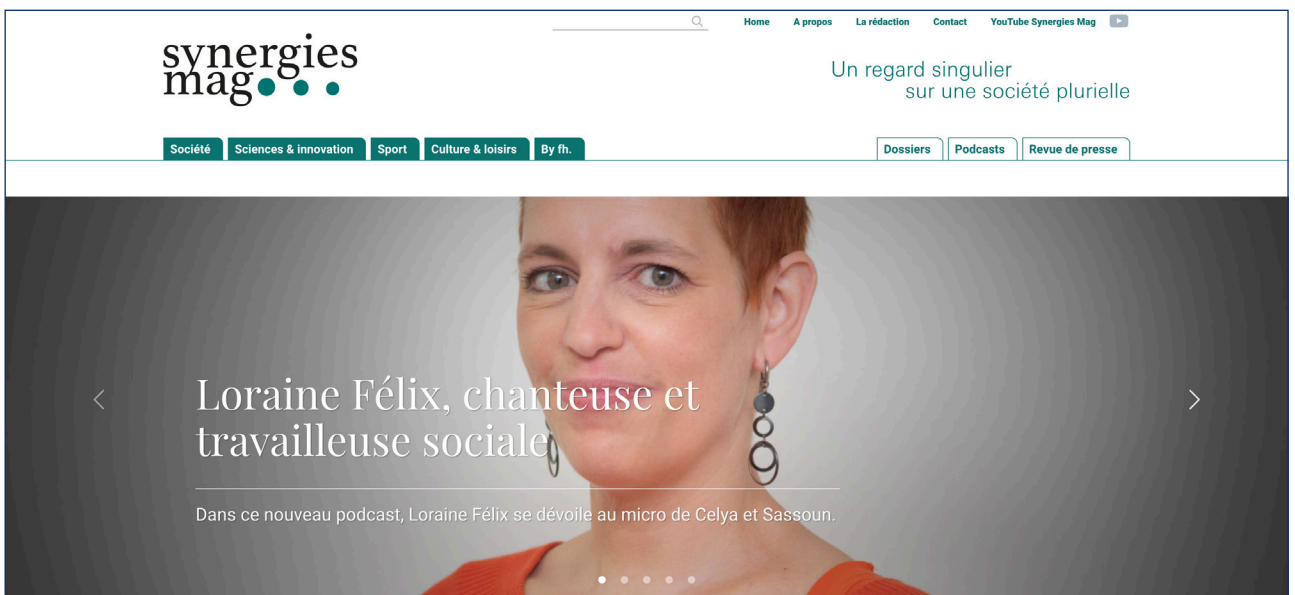 Home A propos La rédaction Contact YouTube Synergies Mag
synergies
mag
Un regard singulier
sur une société plurielle
Société Sciences & innovation Sport Culture & loisirs By fh. Dossiers Podcasts Revue de presse
Loraine Félix, chanteuse et
travailleuse sociale
Dans ce nouveau podcast, Loraine Félix se dévoile au micro de Celya et Sassoun.